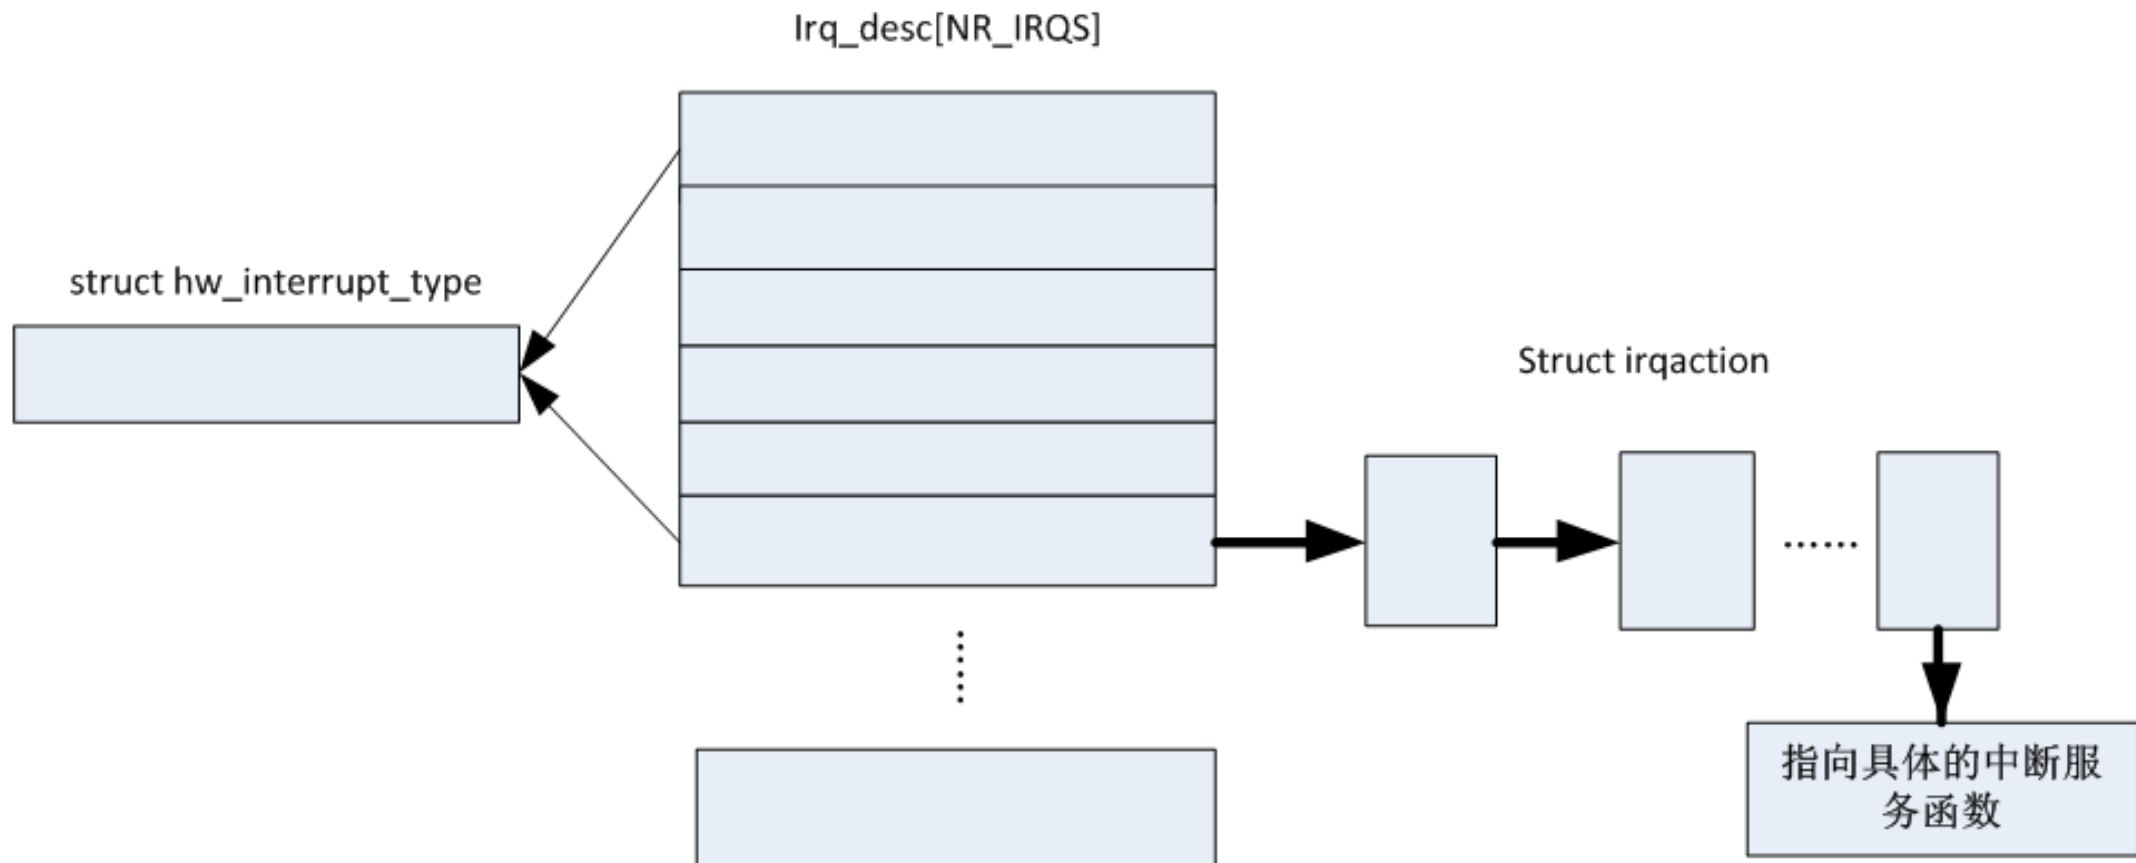 Irq_desc[NR_IRQS]
struct hw_interrupt_type
Struct irqaction
......
......
指向具体的中断服
务函数